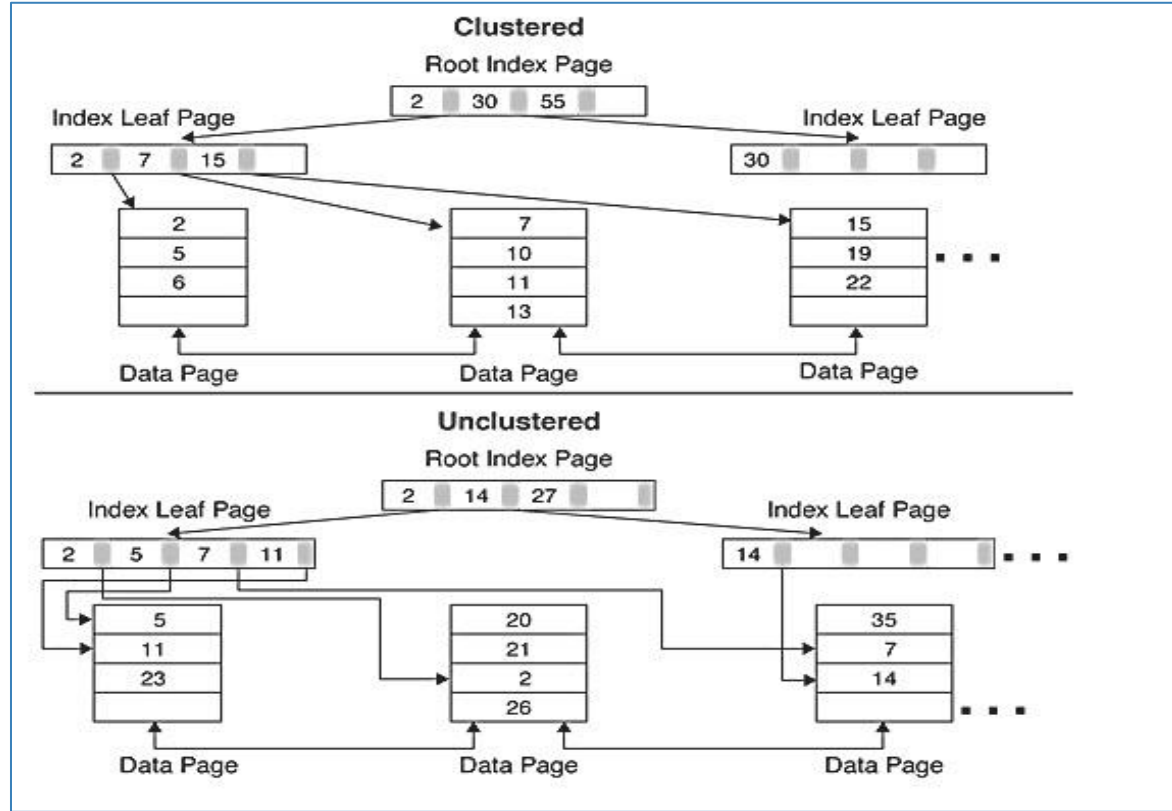 Clustered
Root Index Page
2 30 55
Index Leaf Page
Index Leaf Page
2 7 15
30
2
5
6
7
10
11
13
15
19
22
Data Page
Data Page
Data Page
Unclustered
Root Index Page
2 14 27
Index Leaf Page
Index Leaf Page
2 5 7 11
14
5
11
23
20
21
2
26
35
7
14
Data Page
Data Page
Data Page